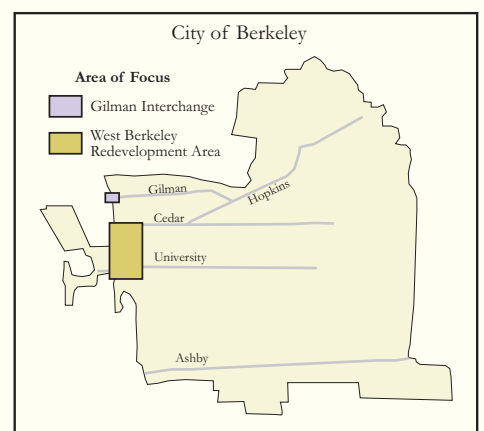 City of Berkeley
Area of Focus
Gilman Interchange
West Berkeley
Redevelopment Area
Gilman
Hopkins
Cedar
University
Ashby